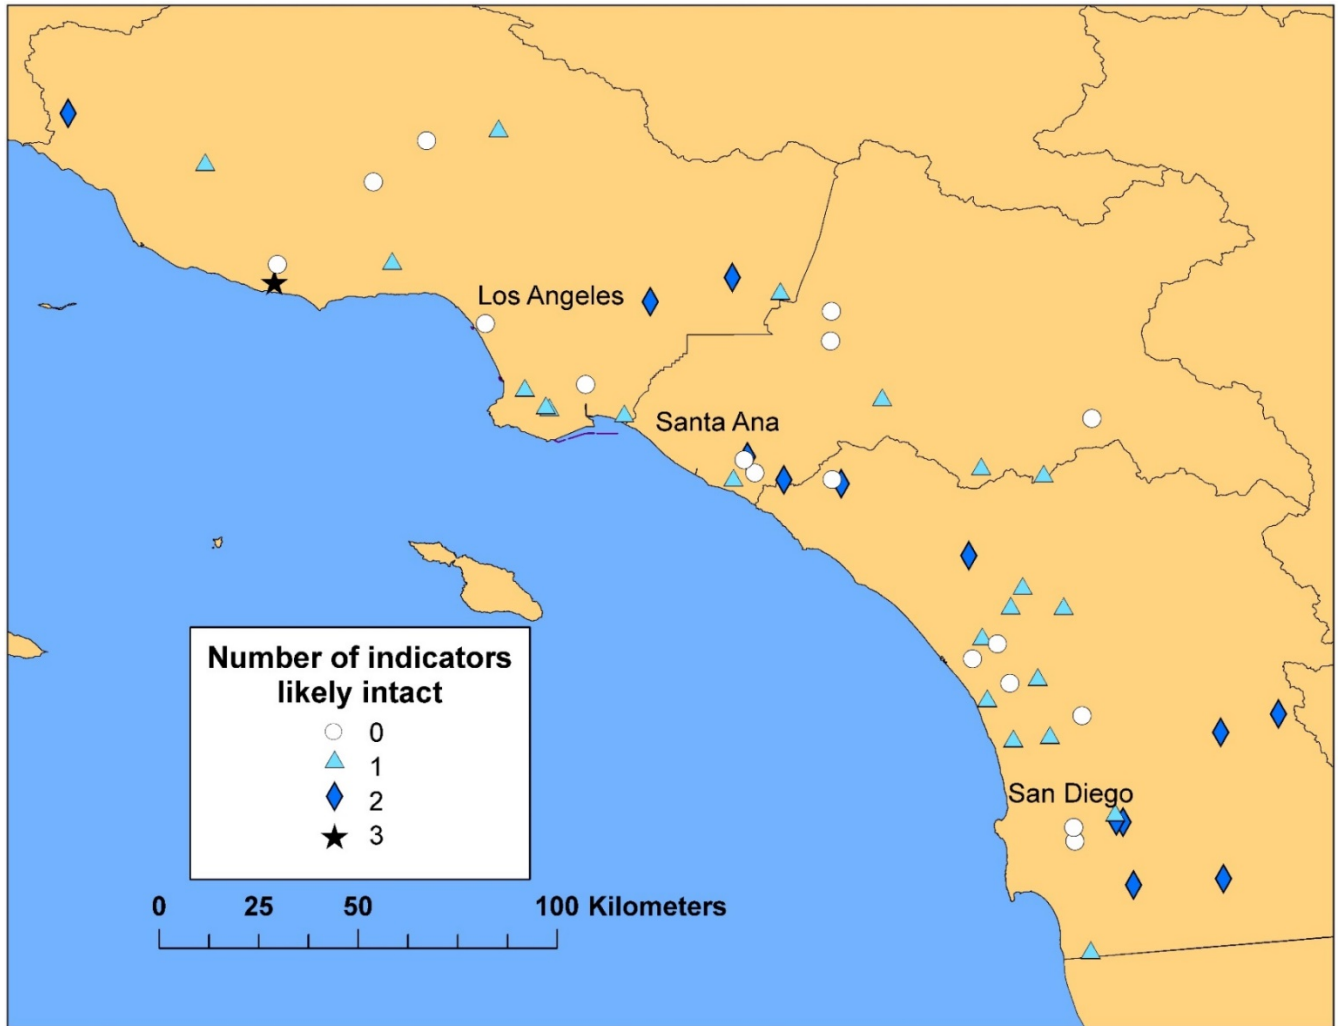 Los Angeles
Santa Ana
Number of indicators
likely intact
0
1
2
3
San Diego
0 25 50 100 Kilometers